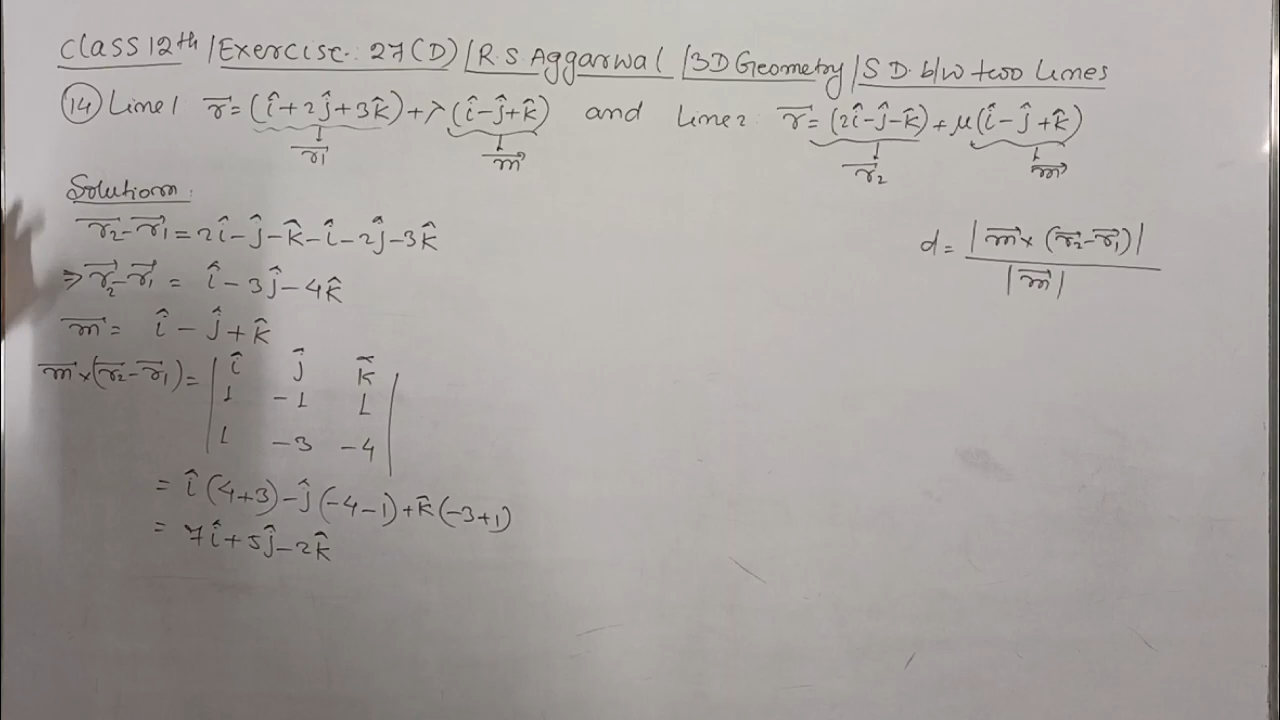 Class 12th / Exercise: 27(D) / R.S. Aggarwal / 3D Geometry / S D. b/w two lines
(14) Line 1 r⃗ = (î + 2ĵ + 3k̂) + λ(î - ĵ + k̂) and Line 2: r⃗ = (2î - ĵ - k̂) + μ(î - ĵ + k̂)
r⃗₁ m⃗ r⃗₂ m⃗
Solution:
r⃗₂ - r⃗₁ = 2î - ĵ - k̂ - î - 2ĵ - 3k̂
d = |m⃗ × (r⃗₂ - r⃗₁)| / |m⃗|
⇒ r⃗₂ - r⃗₁ = î - 3ĵ - 4k̂
m⃗ = î - ĵ + k̂
m⃗ × (r⃗₂ - r⃗₁) = | î ĵ k̂
1 -1 1
1 -3 -4 |
= î(4+3) - ĵ(-4-1) + k̂(-3+1)
= 7î + 5ĵ - 2k̂